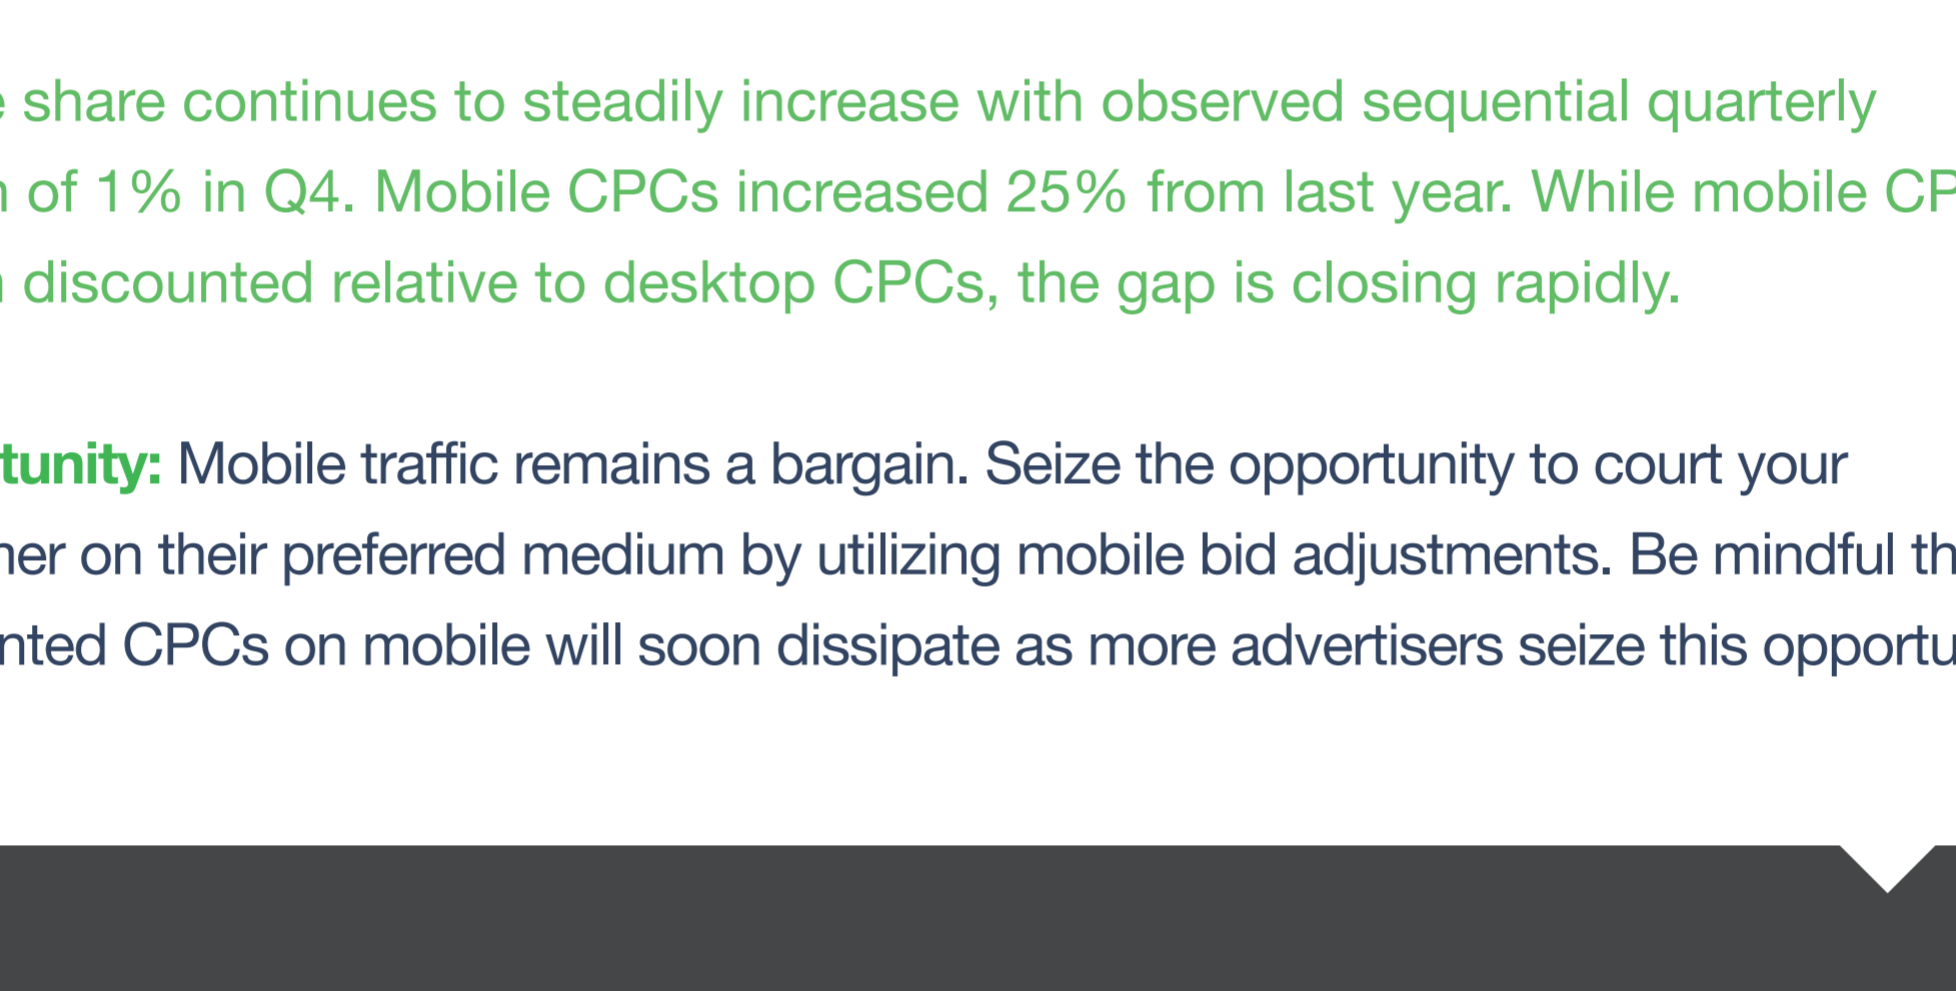 share continues to steadily increase with observed sequential quarterly
of 1% in Q4. Mobile CPCs increased 25% from last year. While mobile
discounted relative to desktop CPCs, the gap is closing rapidly.
tunity: Mobile traffic remains a bargain. Seize the opportunity to court your
on their preferred medium by utilizing mobile bid adjustments. Be mindful
nted CPCs on mobile will soon dissipate as more advertisers seize this opportu